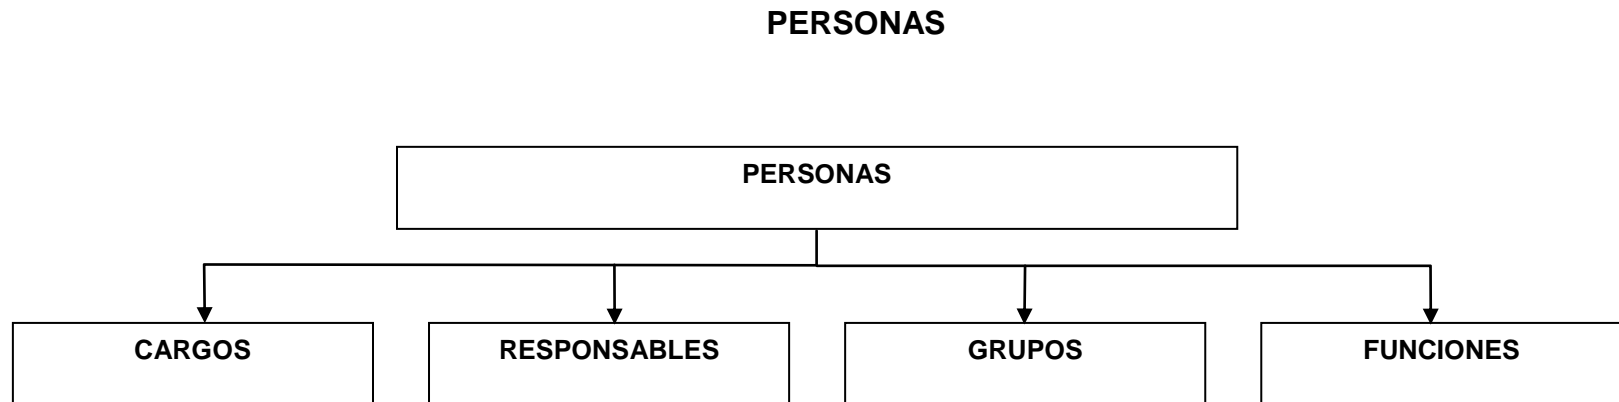 PERSONAS
PERSONAS
CARGOS
RESPONSABLES
GRUPOS
FUNCIONES